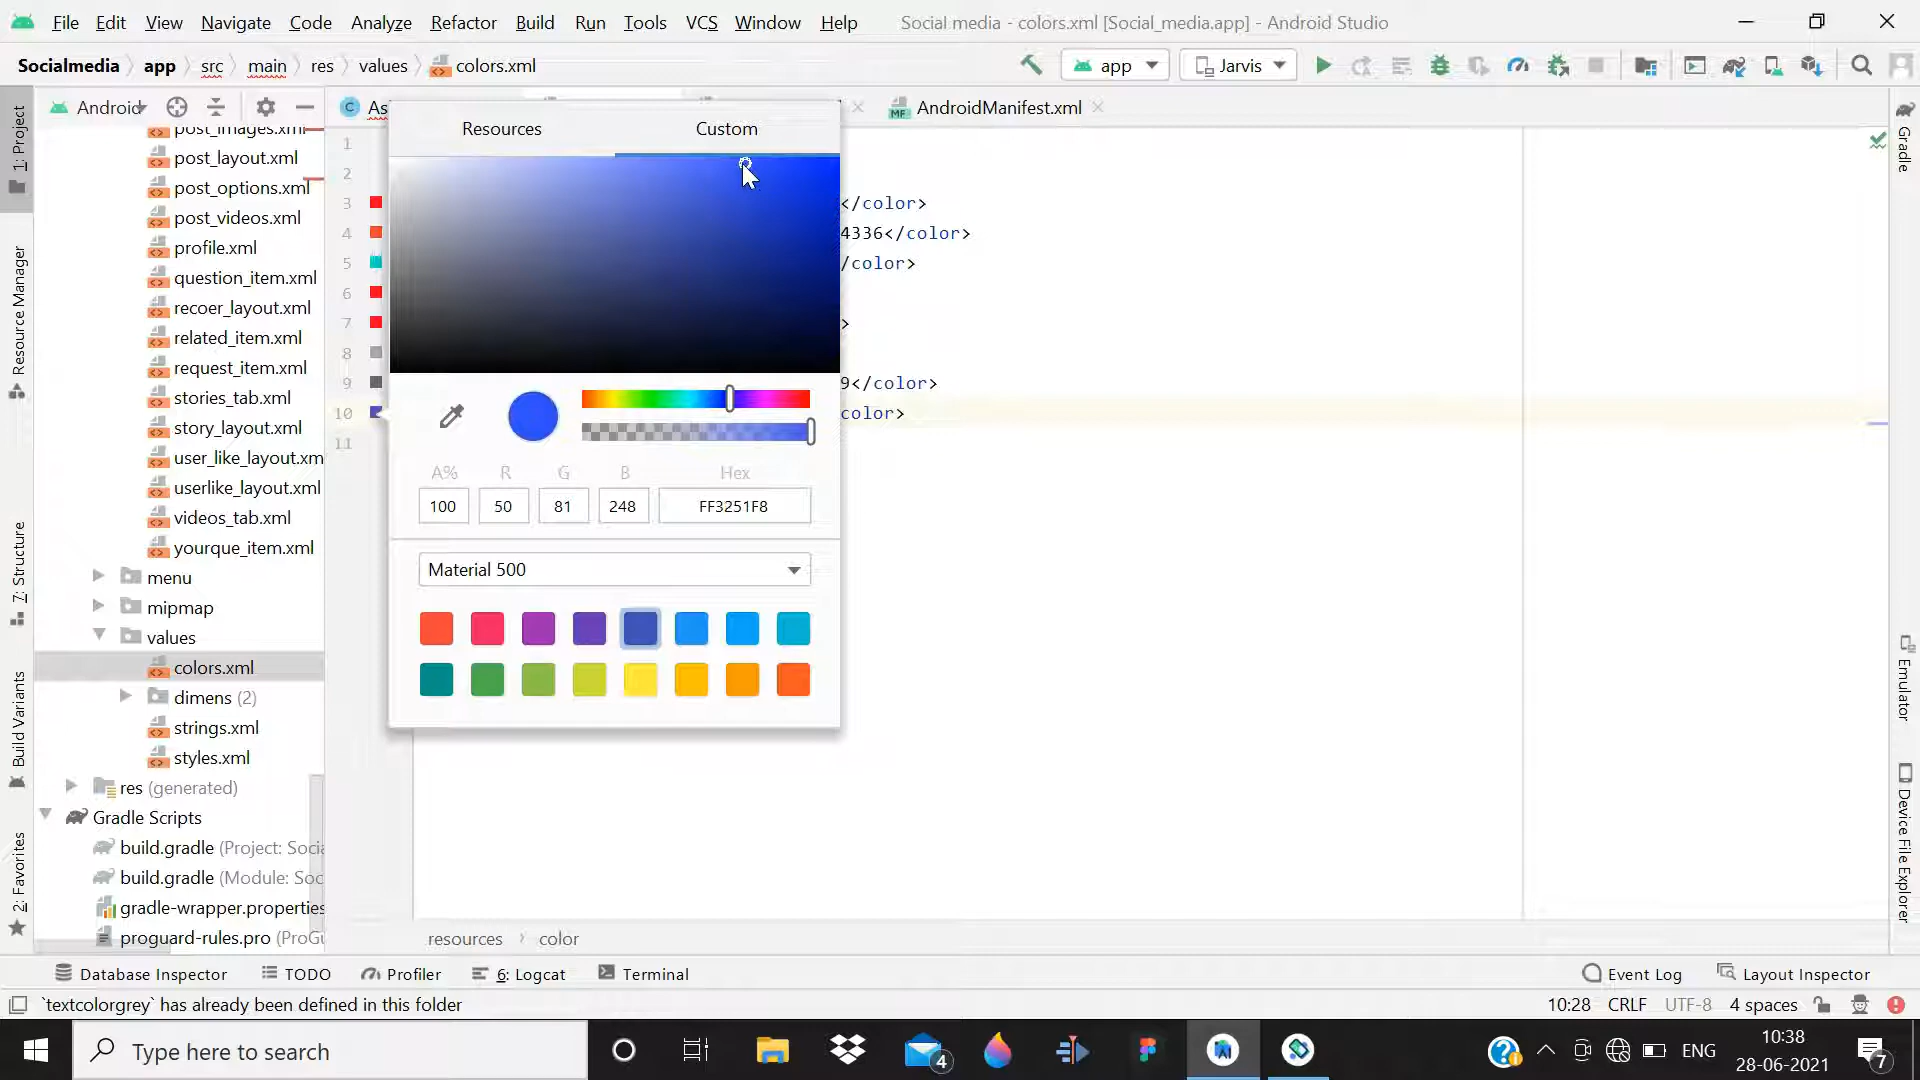 File Edit View Navigate Code Analyze Refactor Build Run Tools VCS Window Help Social media - colors.xml [Social_media.app] - Android Studio
Socialmedia app src main res values colors.xml app Jarvis
Android As AndroidManifest.xml
1: Project
Resource Manager
7: Structure
Build Variants
2: Favorites
post_images.xml
post_layout.xml
post_options.xml
post_videos.xml
profile.xml
question_item.xml
recoer_layout.xml
related_item.xml
request_item.xml
stories_tab.xml
story_layout.xml
user_like_layout.xm
userlike_layout.xml
videos_tab.xml
yourque_item.xml
menu
mipmap
values
colors.xml
dimens (2)
strings.xml
styles.xml
res (generated)
Gradle Scripts
build.gradle (Project: Soci
build.gradle (Module: Soc
gradle-wrapper.properties
proguard-rules.pro (ProGu
1
2
3 </color>
4 4336</color>
5 /color>
6
7 >
8
9 9</color>
10 color>
11
Resources Custom
A% R G B Hex
100 50 81 248 FF3251F8
Material 500
Gradle
Emulator
Device File Explorer
resources color
Database Inspector TODO Profiler 6: Logcat Terminal Event Log Layout Inspector
`textcolorgrey` has already been defined in this folder 10:28 CRLF UTF-8 4 spaces
Type here to search 4 ENG 10:38
28-06-2021 7